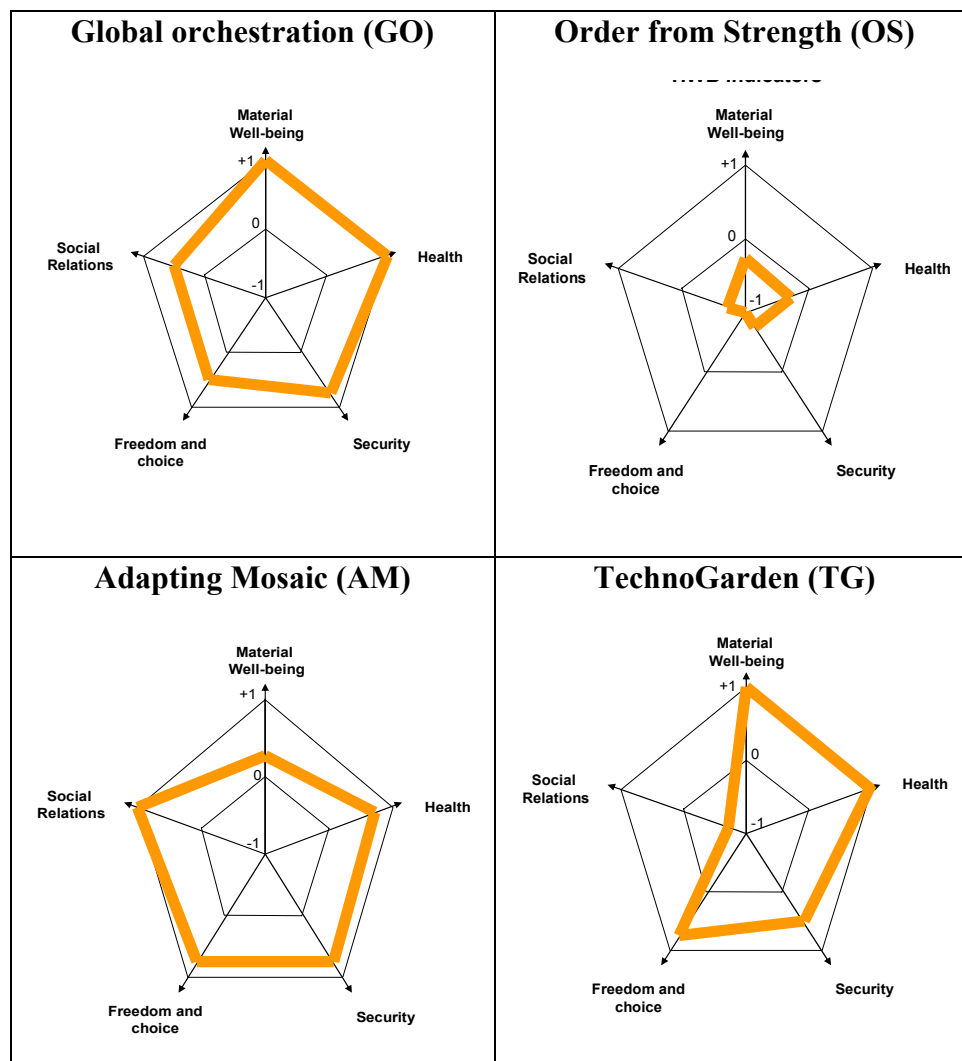 Global orchestration (GO)
Material
Well-being
+1
0
-1
Social
Relations
Health
Freedom and
choice
Security
Order from Strength (OS)
Material
Well-being
+1
0
-1
Social
Relations
Health
Freedom and
choice
Security
Adapting Mosaic (AM)
Material
Well-being
+1
0
-1
Social
Relations
Health
Freedom and
choice
Security
TechnoGarden (TG)
Material
Well-being
+1
0
-1
Social
Relations
Health
Freedom and
choice
Security